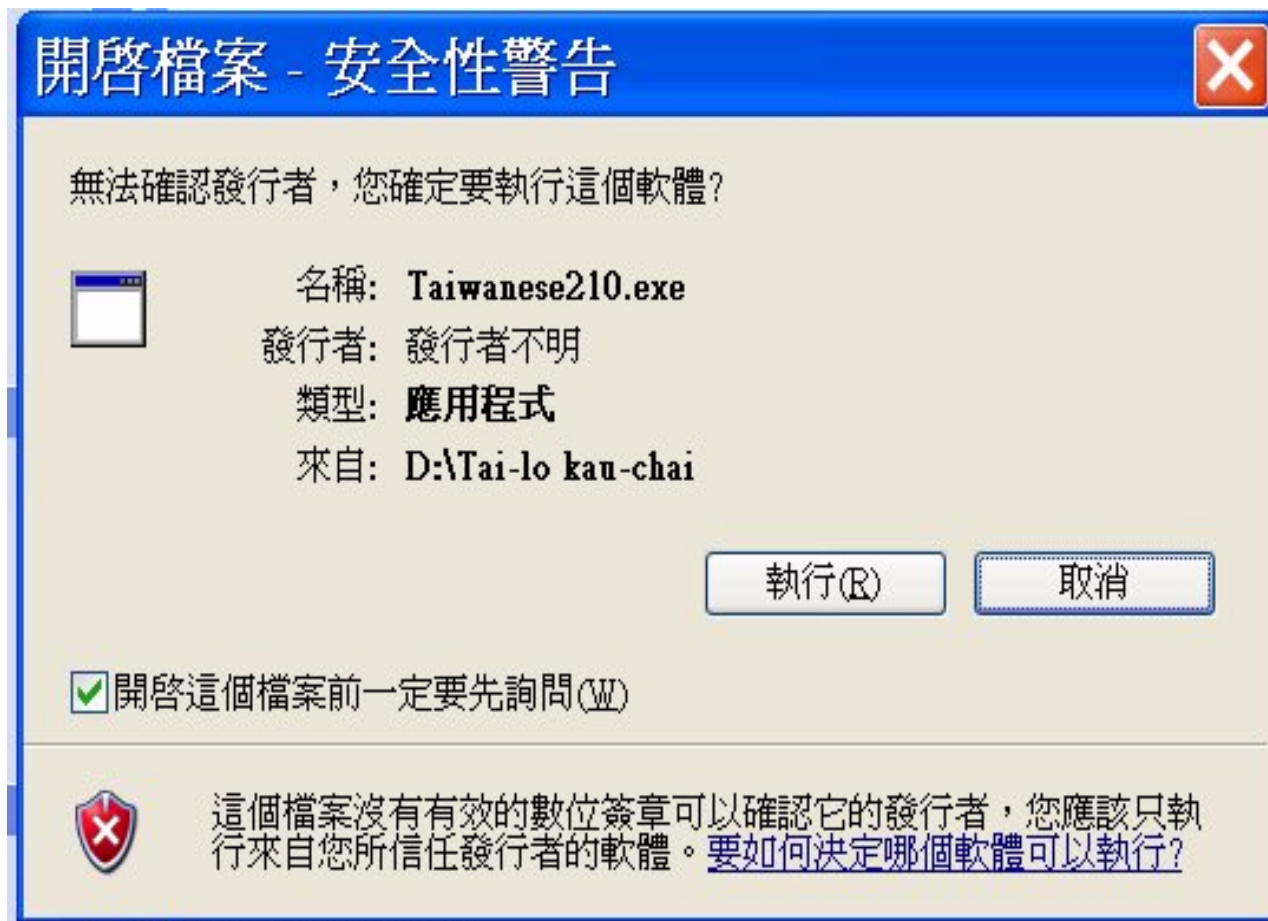 開啓檔案 - 安全性警告
無法確認發行者，您確定要執行這個軟體?
名稱: Taiwanese210.exe
發行者: 發行者不明
類型: 應用程式
來自: D:\Tai-lo kau-chai
執行(R) 取消
開啓這個檔案前一定要先詢問(W)
這個檔案沒有有效的數位簽章可以確認它的發行者，您應該只執
行來自您所信任發行者的軟體。要如何決定哪個軟體可以執行?